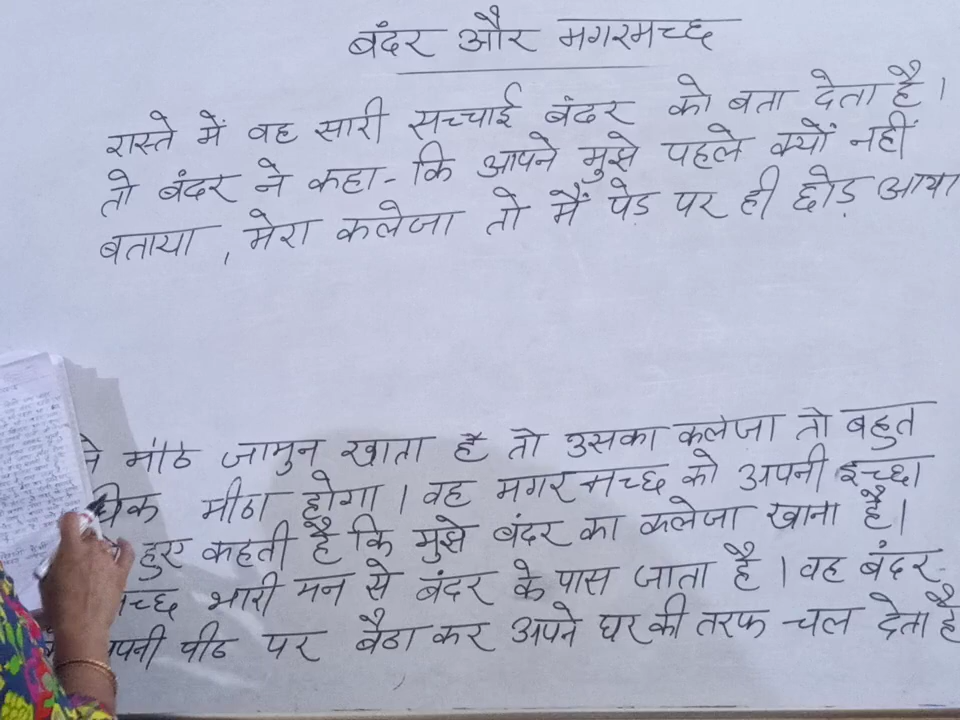 बंदर और मगरमच्छ
रास्ते में वह सारी सच्चाई बंदर को बता देता है।
तो बंदर ने कहा- कि आपने मुझे पहले क्यों नहीं
बताया, मेरा कलेजा तो मैं पेड़ पर ही छोड़ आया
मीठे जामुन खाता है तो उसका कलेजा तो बहुत
मीठा होगा। वह मगरमच्छ को अपनी इच्छा
हुए कहती है कि मुझे बंदर का कलेजा खाना है।
भारी मन से बंदर के पास जाता है। वह बंदर
पीठ पर बैठा कर अपने घर की तरफ चल देता है